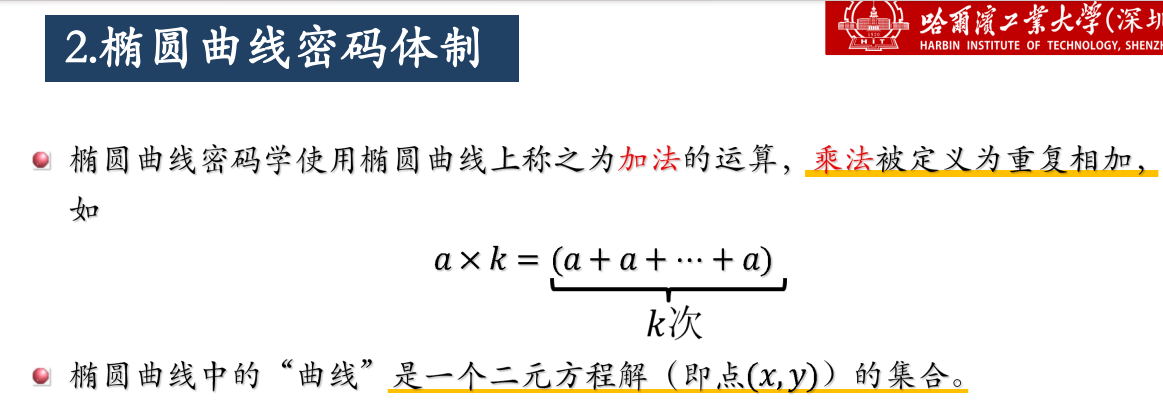 2.椭圆曲线密码体制
哈爾濱工業大學(深圳
HARBIN INSTITUTE OF TECHNOLOGY, SHENZH
1920
HIT
椭圆曲线密码学使用椭圆曲线上称之为加法的运算，乘法被定义为重复相加，
如
a × k = (a + a + ⋯ + a)
k次
椭圆曲线中的“曲线”是一个二元方程解（即点(x, y)）的集合。